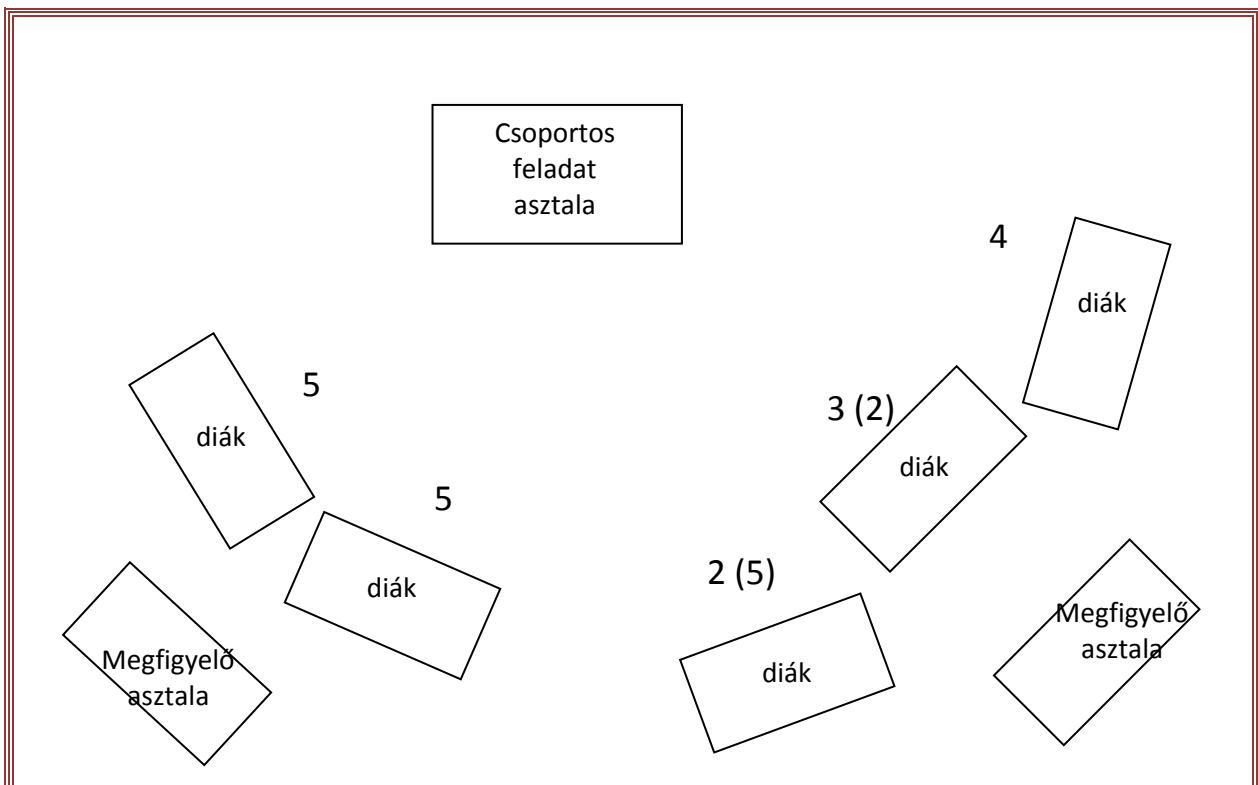 Csoportos
feladat
asztala
4
diák
5
diák
3 (2)
diák
5
diák
2 (5)
diák
Megfigyelő
asztala
Megfigyelő
asztala